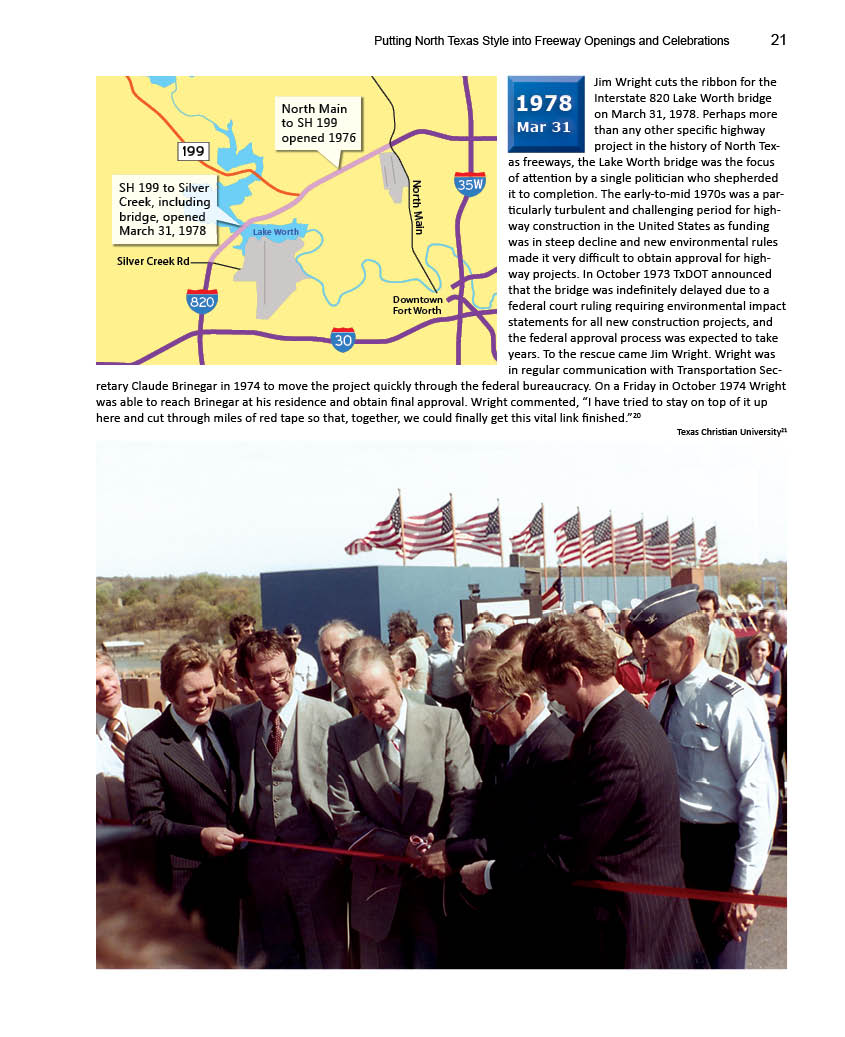 Putting North Texas Style into Freeway Openings and Celebrations 21
North Main
to SH 199
opened 1976
199
SH 199 to Silver
Creek, including
bridge, opened
March 31, 1978
Lake Worth
Silver Creek Rd
820
30
35W
North Main
Downtown
Fort Worth
1978
Mar 31
Jim Wright cuts the ribbon for the
Interstate 820 Lake Worth bridge
on March 31, 1978. Perhaps more
than any other specific highway
project in the history of North Tex-
as freeways, the Lake Worth bridge was the focus
of attention by a single politician who shepherded
it to completion. The early-to-mid 1970s was a par-
ticularly turbulent and challenging period for high-
way construction in the United States as funding
was in steep decline and new environmental rules
made it very difficult to obtain approval for high-
way projects. In October 1973 TxDOT announced
that the bridge was indefinitely delayed due to a
federal court ruling requiring environmental impact
statements for all new construction projects, and
the federal approval process was expected to take
years. To the rescue came Jim Wright. Wright was
in regular communication with Transportation Sec-
retary Claude Brinegar in 1974 to move the project quickly through the federal bureaucracy. On a Friday in October 1974 Wright
was able to reach Brinegar at his residence and obtain final approval. Wright commented, “I have tried to stay on top of it up
here and cut through miles of red tape so that, together, we could finally get this vital link finished.”20
Texas Christian University21